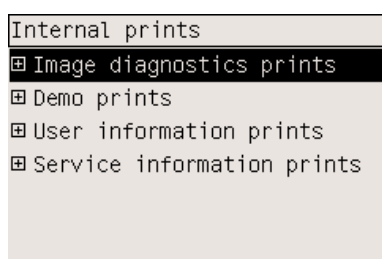 Internal prints
Image diagnostics prints
Demo prints
User information prints
Service information prints